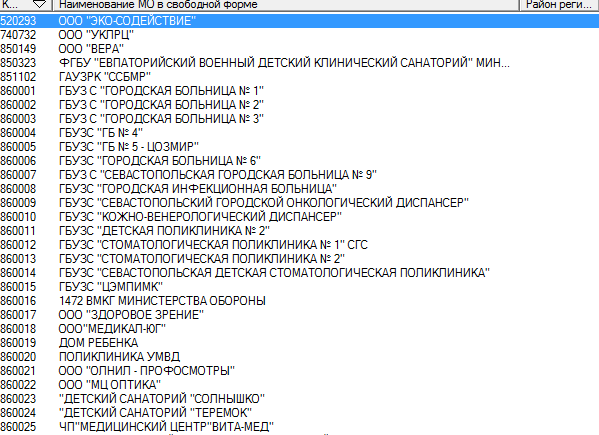 К... Наименование МО в свободной форме Район реги...
520293 ООО "ЭКО-СОДЕЙСТВИЕ"
740732 ООО "УКЛРЦ"
850149 ООО "ВЕРА"
850323 ФГБУ "ЕВПАТОРИЙСКИЙ ВОЕННЫЙ ДЕТСКИЙ КЛИНИЧЕСКИЙ САНАТОРИЙ" МИН...
851102 ГАУЗРК "ССБМР"
860001 ГБУЗ С "ГОРОДСКАЯ БОЛЬНИЦА № 1"
860002 ГБУЗ С "ГОРОДСКАЯ БОЛЬНИЦА № 2"
860003 ГБУЗ С "ГОРОДСКАЯ БОЛЬНИЦА № 3"
860004 ГБУЗС "ГБ № 4"
860005 ГБУЗС "ГБ № 5 - ЦОЗМИР"
860006 ГБУЗС "ГОРОДСКАЯ БОЛЬНИЦА № 6"
860007 ГБУЗ С "СЕВАСТОПОЛЬСКАЯ ГОРОДСКАЯ БОЛЬНИЦА № 9"
860008 ГБУЗС "ГОРОДСКАЯ ИНФЕКЦИОННАЯ БОЛЬНИЦА"
860009 ГБУЗС "СЕВАСТОПОЛЬСКИЙ ГОРОДСКОЙ ОНКОЛОГИЧЕСКИЙ ДИСПАНСЕР"
860010 ГБУЗС "КОЖНО-ВЕНЕРОЛОГИЧЕСКИЙ ДИСПАНСЕР"
860011 ГБУЗС "ДЕТСКАЯ ПОЛИКЛИНИКА № 2"
860012 ГБУЗС "СТОМАТОЛОГИЧЕСКАЯ ПОЛИКЛИНИКА № 1" СГС
860013 ГБУЗС "СТОМАТОЛОГИЧЕСКАЯ ПОЛИКЛИНИКА № 2"
860014 ГБУЗС "СЕВАСТОПОЛЬСКАЯ ДЕТСКАЯ СТОМАТОЛОГИЧЕСКАЯ ПОЛИКЛИНИКА"
860015 ГБУЗС "ЦЭМПИМК"
860016 1472 ВМКГ МИНИСТЕРСТВА ОБОРОНЫ
860017 ООО "ЗДОРОВОЕ ЗРЕНИЕ"
860018 ООО"МЕДИКАЛ-ЮГ"
860019 ДОМ РЕБЕНКА
860020 ПОЛИКЛИНИКА УМВД
860021 ООО "ОЛНИЛ - ПРОФОСМОТРЫ"
860022 ООО "МЦ ОПТИКА"
860023 "ДЕТСКИЙ САНАТОРИЙ "СОЛНЫШКО"
860024 "ДЕТСКИЙ САНАТОРИЙ "ТЕРЕМОК"
860025 ЧП"МЕДИЦИНСКИЙ ЦЕНТР"ВИТА-МЕД"